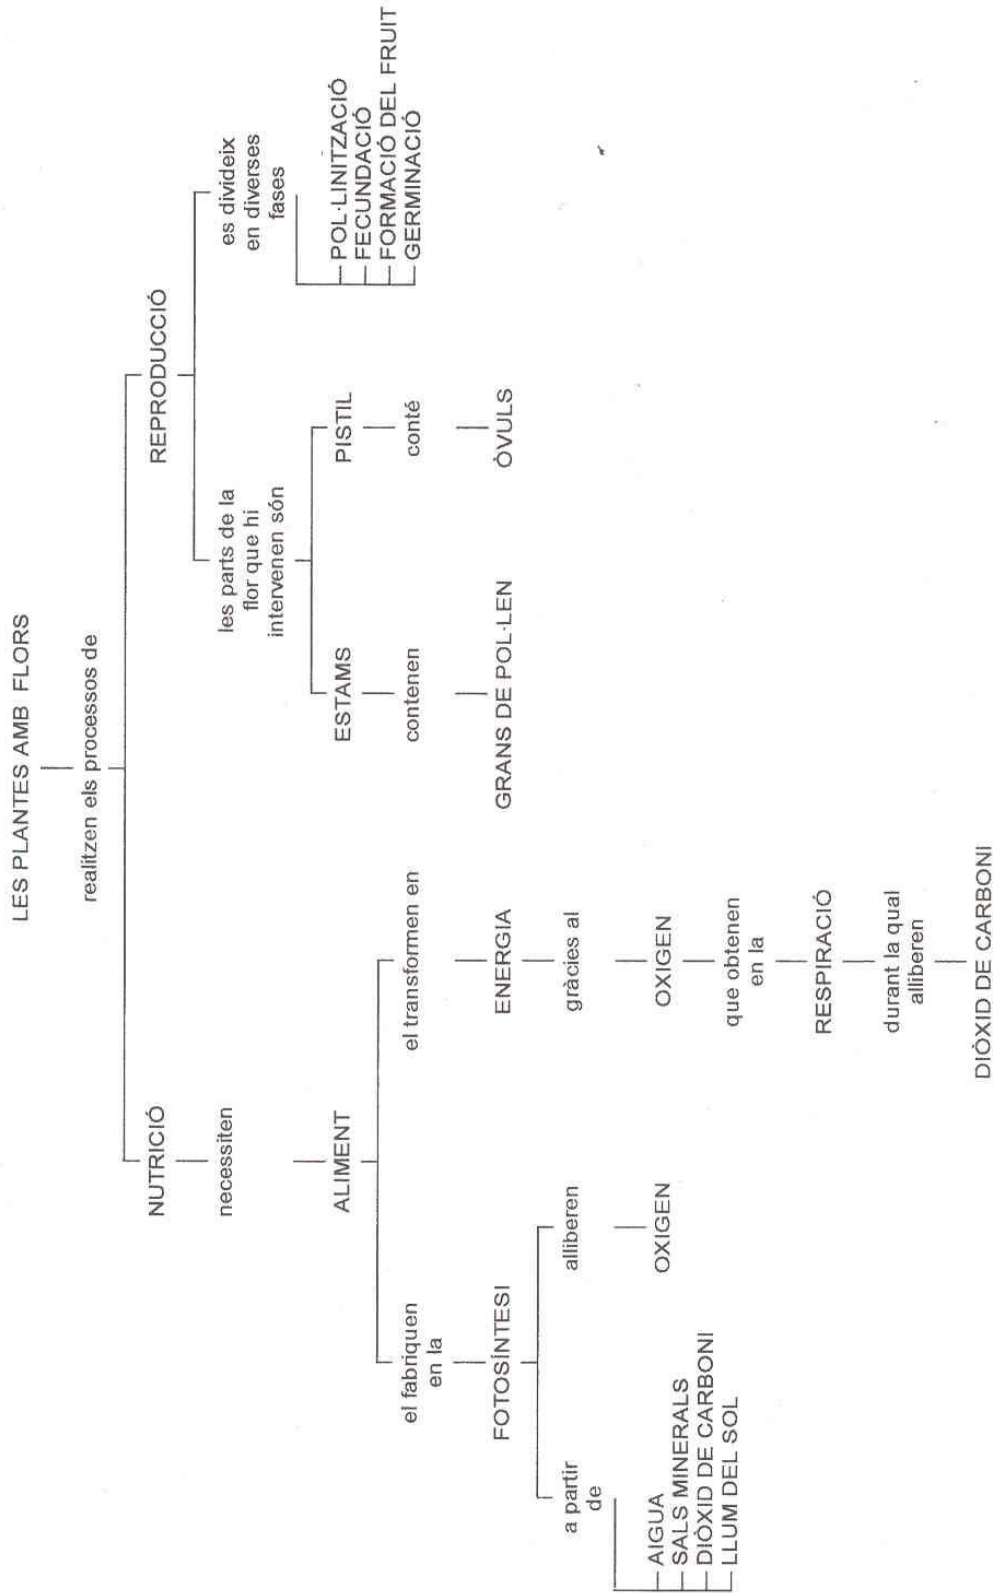 LES PLANTES AMB FLORS
realitzen els processos de
NUTRICIÓ
necessiten
ALIMENT
el fabriquen
en la
FOTOSÍNTESI
a partir
de
AIGUA
SALS MINERALS
DIÒXID DE CARBONI
LLUM DEL SOL
alliberen
OXIGEN
el transformen en
ENERGIA
gràcies al
OXIGEN
que obtenen
en la
RESPIRACIÓ
durant la qual
alliberen
DIÒXID DE CARBONI
REPRODUCCIÓ
les parts de la
flor que hi
intervenen són
ESTAMS
contenen
GRANS DE POL·LEN
PISTIL
conté
ÒVULS
es divideix
en diverses
fases
POL·LINITZACIÓ
FECUNDACIÓ
FORMACIÓ DEL FRUIT
GERMINACIÓ